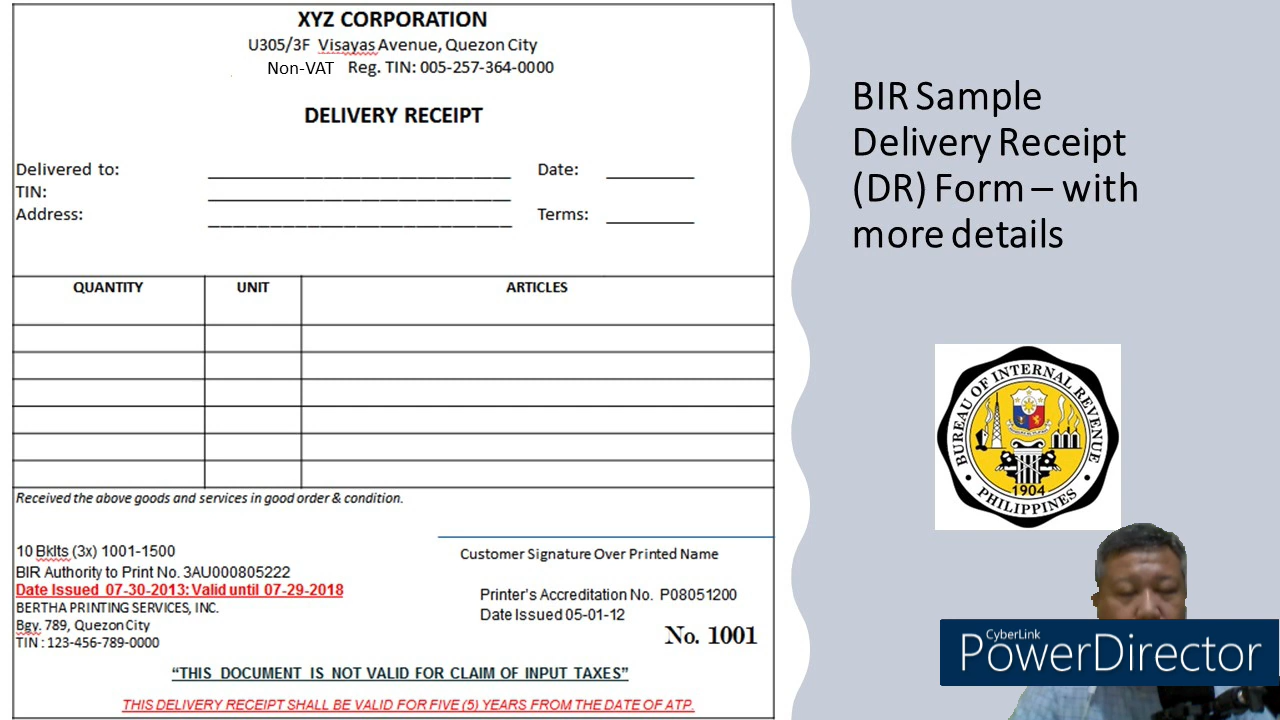 XYZ CORPORATION
U305/3F Visayas Avenue, Quezon City
Non-VAT Reg. TIN: 005-257-364-0000
DELIVERY RECEIPT
Delivered to: Date:
TIN:
Address: Terms:
QUANTITY UNIT ARTICLES
Received the above goods and services in good order & condition.
10 Bklts (3x) 1001-1500
BIR Authority to Print No. 3AU000805222
Date Issued 07-30-2013: Valid until 07-29-2018
BERTHA PRINTING SERVICES, INC.
Bgy. 789, Quezon City
TIN : 123-456-789-0000
Customer Signature Over Printed Name
Printer's Accreditation No. P08051200
Date Issued 05-01-12
No. 1001
“THIS DOCUMENT IS NOT VALID FOR CLAIM OF INPUT TAXES”
THIS DELIVERY RECEIPT SHALL BE VALID FOR FIVE (5) YEARS FROM THE DATE OF ATP.
BIR Sample
Delivery Receipt
(DR) Form – with
more details
BUREAU OF INTERNAL REVENUE
1904
PHILIPPINES
CyberLink
PowerDirector